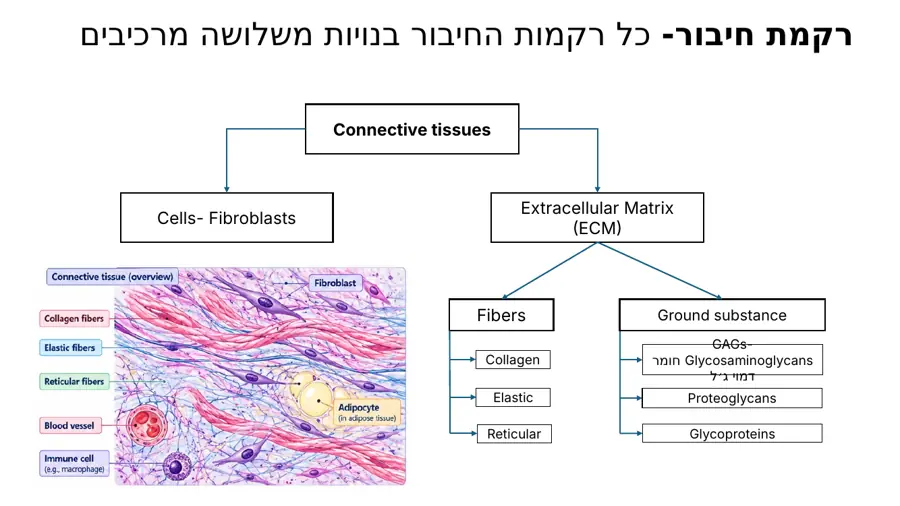 רקמת חיבור- כל רקמות החיבור בנויות משלושה מרכיבים
Connective tissues
Cells- Fibroblasts
Extracellular Matrix
(ECM)
Connective tissue (overview)
Fibroblast
Collagen fibers
Elastic fibers
Reticular fibers
Adipocyte
(in adipose tissue)
Blood vessel
Immune cell
(e.g., macrophage)
Fibers
Collagen
Elastic
Reticular
Ground substance
GAGs-
Glycosaminoglycans חומר
דמוי ג׳ל
Proteoglycans
Glycoproteins